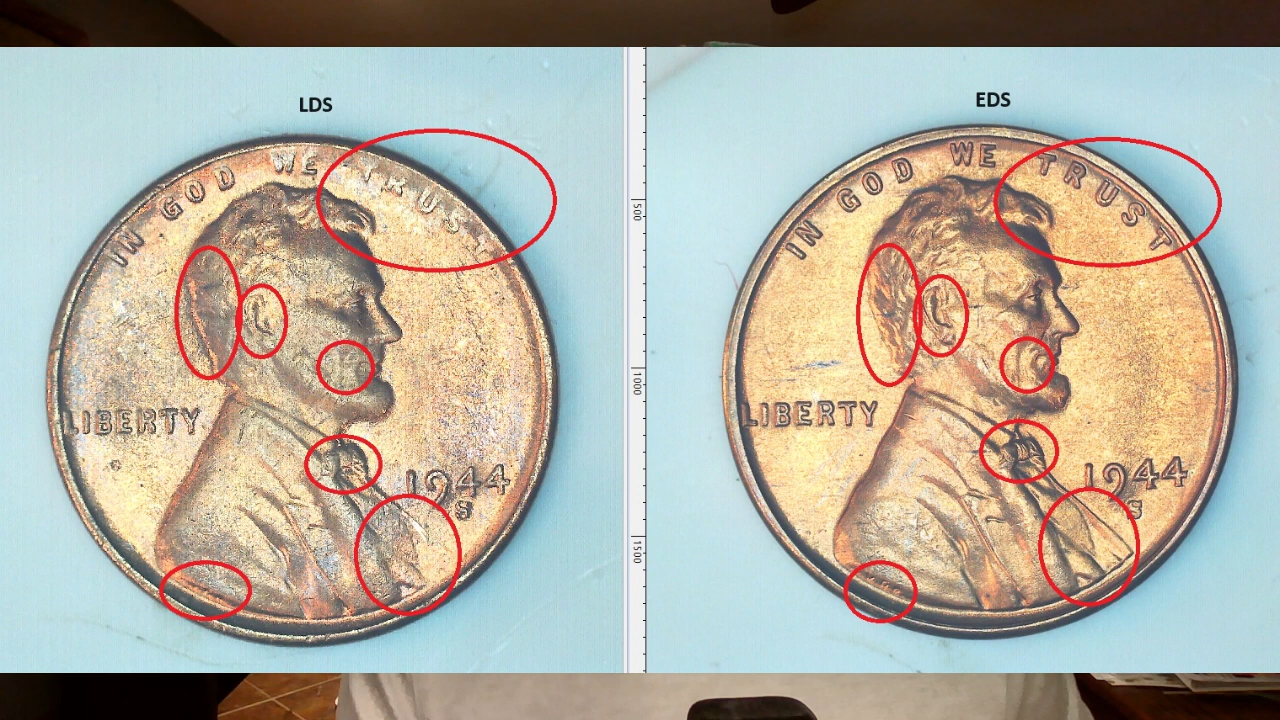 LDS
EDS
IN GOD WE TRUST
LIBERTY
1944
S
500
1000
1500
IN GOD WE TRUST
LIBERTY
1944
S